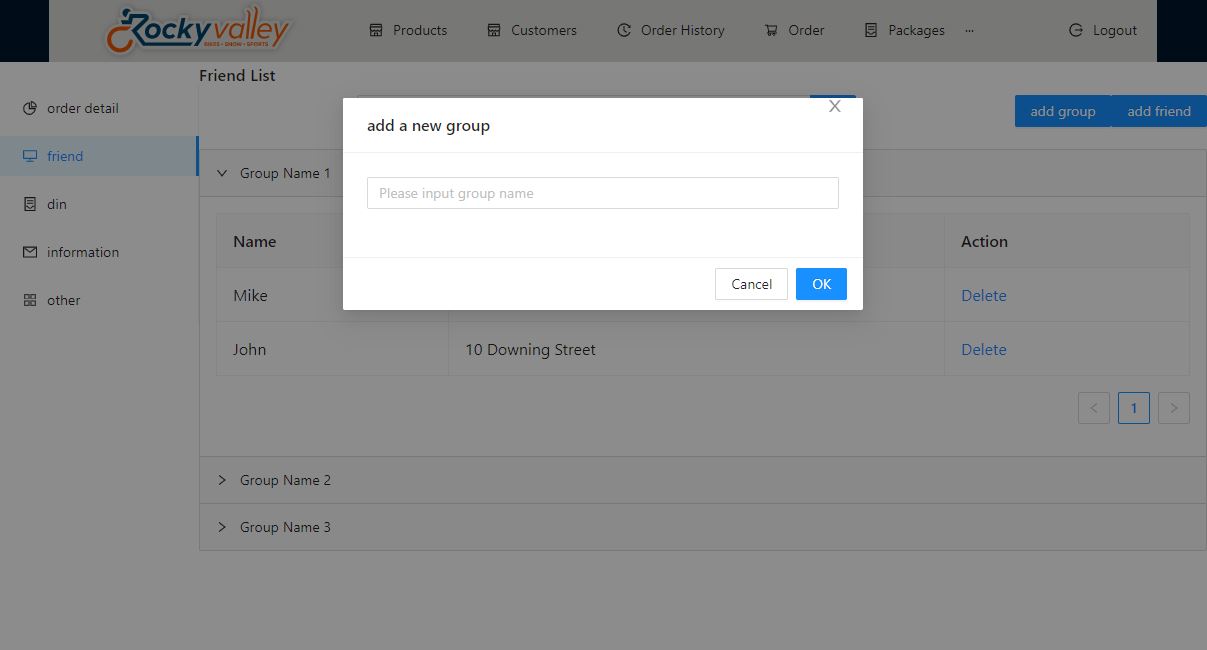 Rockyvalley
BIKES • SNOW • SPORTS
Products
Customers
Order History
Order
Packages
···
Logout
order detail
friend
din
information
other
Friend List
add group
add friend
add a new group
Please input group name
Cancel
OK
Group Name 1
Name
Action
Mike
Delete
John
10 Downing Street
Delete
1
Group Name 2
Group Name 3